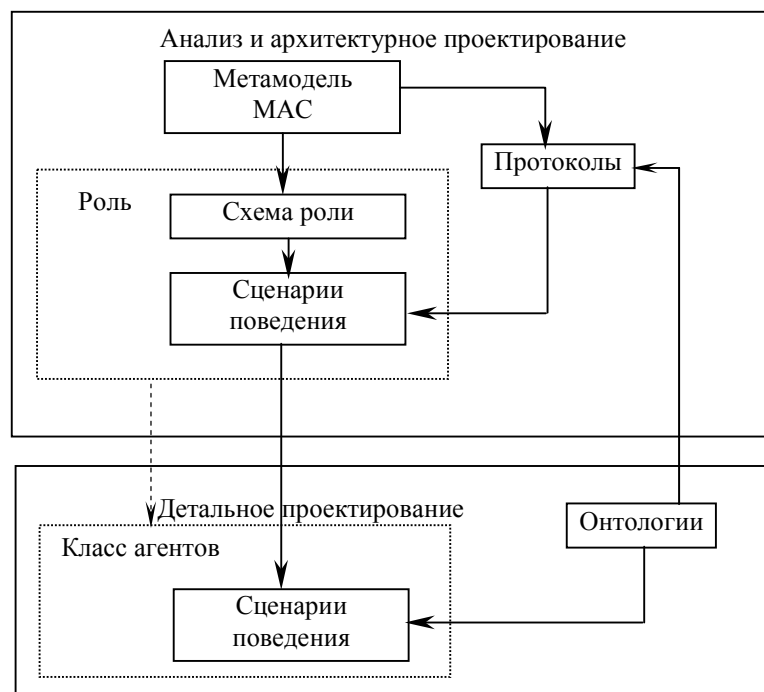 Анализ и архитектурное проектирование
Метамодель
МАС
Протоколы
Роль
Схема роли
Сценарии
поведения
Детальное проектирование
Онтологии
Класс агентов
Сценарии
поведения